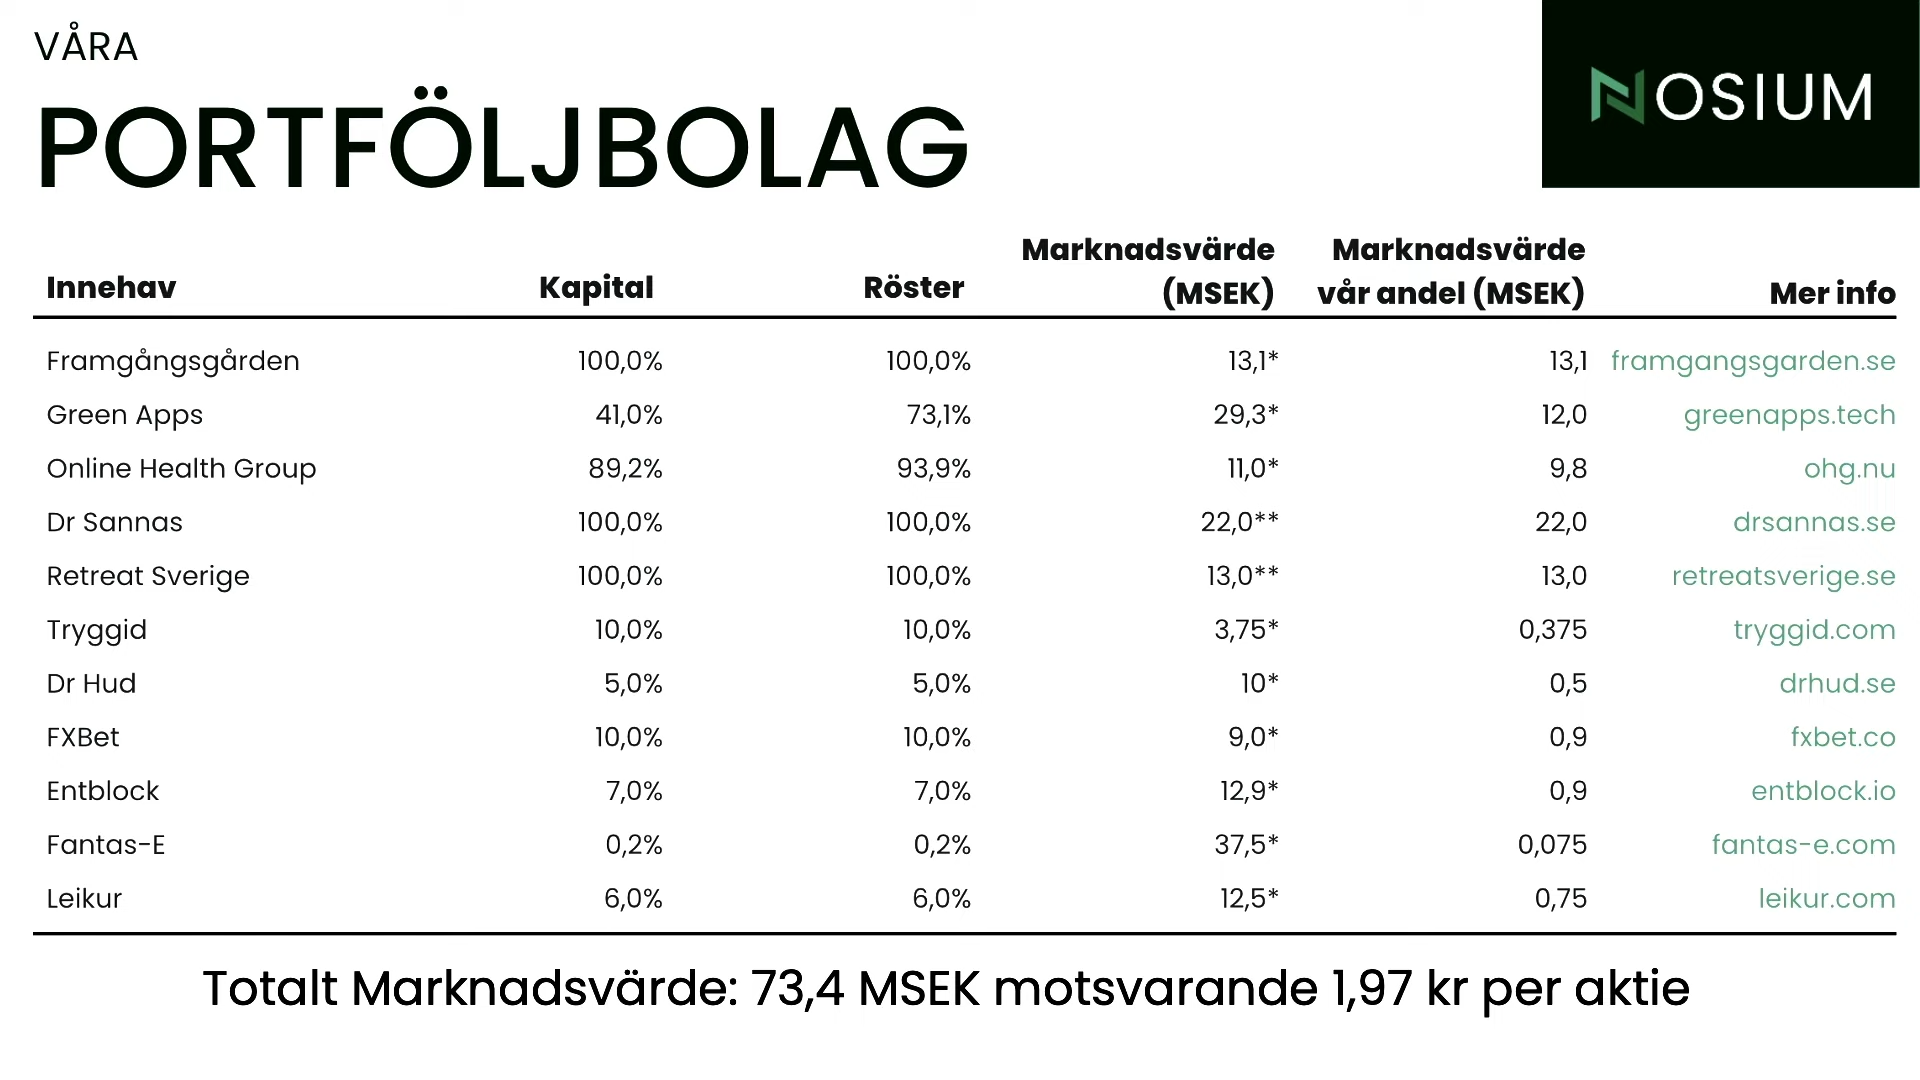 VÅRA
PORTFÖLJBOLAG
NOSIUM
Innehav Kapital Röster Marknadsvärde (MSEK) Marknadsvärde vår andel (MSEK) Mer info
Framgångsgården 100,0% 100,0% 13,1* 13,1 framgangsgarden.se
Green Apps 41,0% 73,1% 29,3* 12,0 greenapps.tech
Online Health Group 89,2% 93,9% 11,0* 9,8 ohg.nu
Dr Sannas 100,0% 100,0% 22,0** 22,0 drsannas.se
Retreat Sverige 100,0% 100,0% 13,0** 13,0 retreatsverige.se
Tryggid 10,0% 10,0% 3,75* 0,375 tryggid.com
Dr Hud 5,0% 5,0% 10* 0,5 drhud.se
FXBet 10,0% 10,0% 9,0* 0,9 fxbet.co
Entblock 7,0% 7,0% 12,9* 0,9 entblock.io
Fantas-E 0,2% 0,2% 37,5* 0,075 fantas-e.com
Leikur 6,0% 6,0% 12,5* 0,75 leikur.com
Totalt Marknadsvärde: 73,4 MSEK motsvarande 1,97 kr per aktie